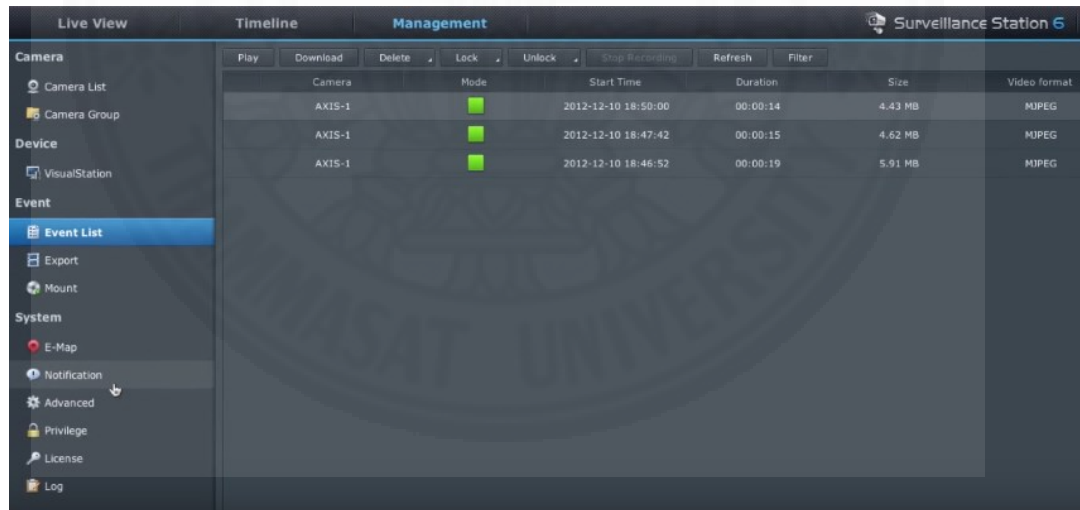 Live View Timeline Management Surveillance Station 6
Camera
Camera List
Camera Group
Device
VisualStation
Event
Event List
Export
Mount
System
E-Map
Notification
Advanced
Privilege
License
Log
Play Download Delete Lock Unlock Stop Recording Refresh Filter
Camera Mode Start Time Duration Size Video format
AXIS-1 2012-12-10 18:50:00 00:00:14 4.43 MB MJPEG
AXIS-1 2012-12-10 18:47:42 00:00:15 4.62 MB MJPEG
AXIS-1 2012-12-10 18:46:52 00:00:19 5.91 MB MJPEG